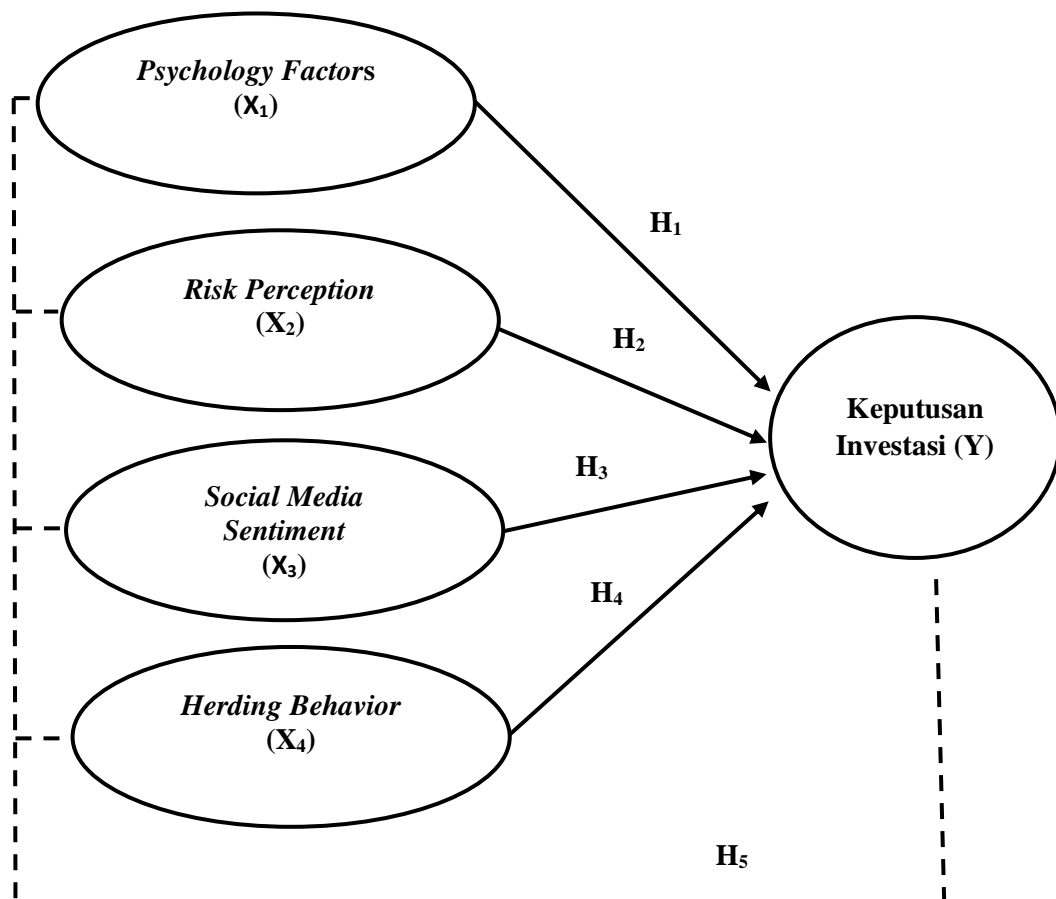 Psychology Factors
(X₁)
H₁
Risk Perception
(X₂)
H₂
Keputusan
Investasi (Y)
Social Media
Sentiment
(X₃)
H₃
H₄
Herding Behavior
(X₄)
H₅